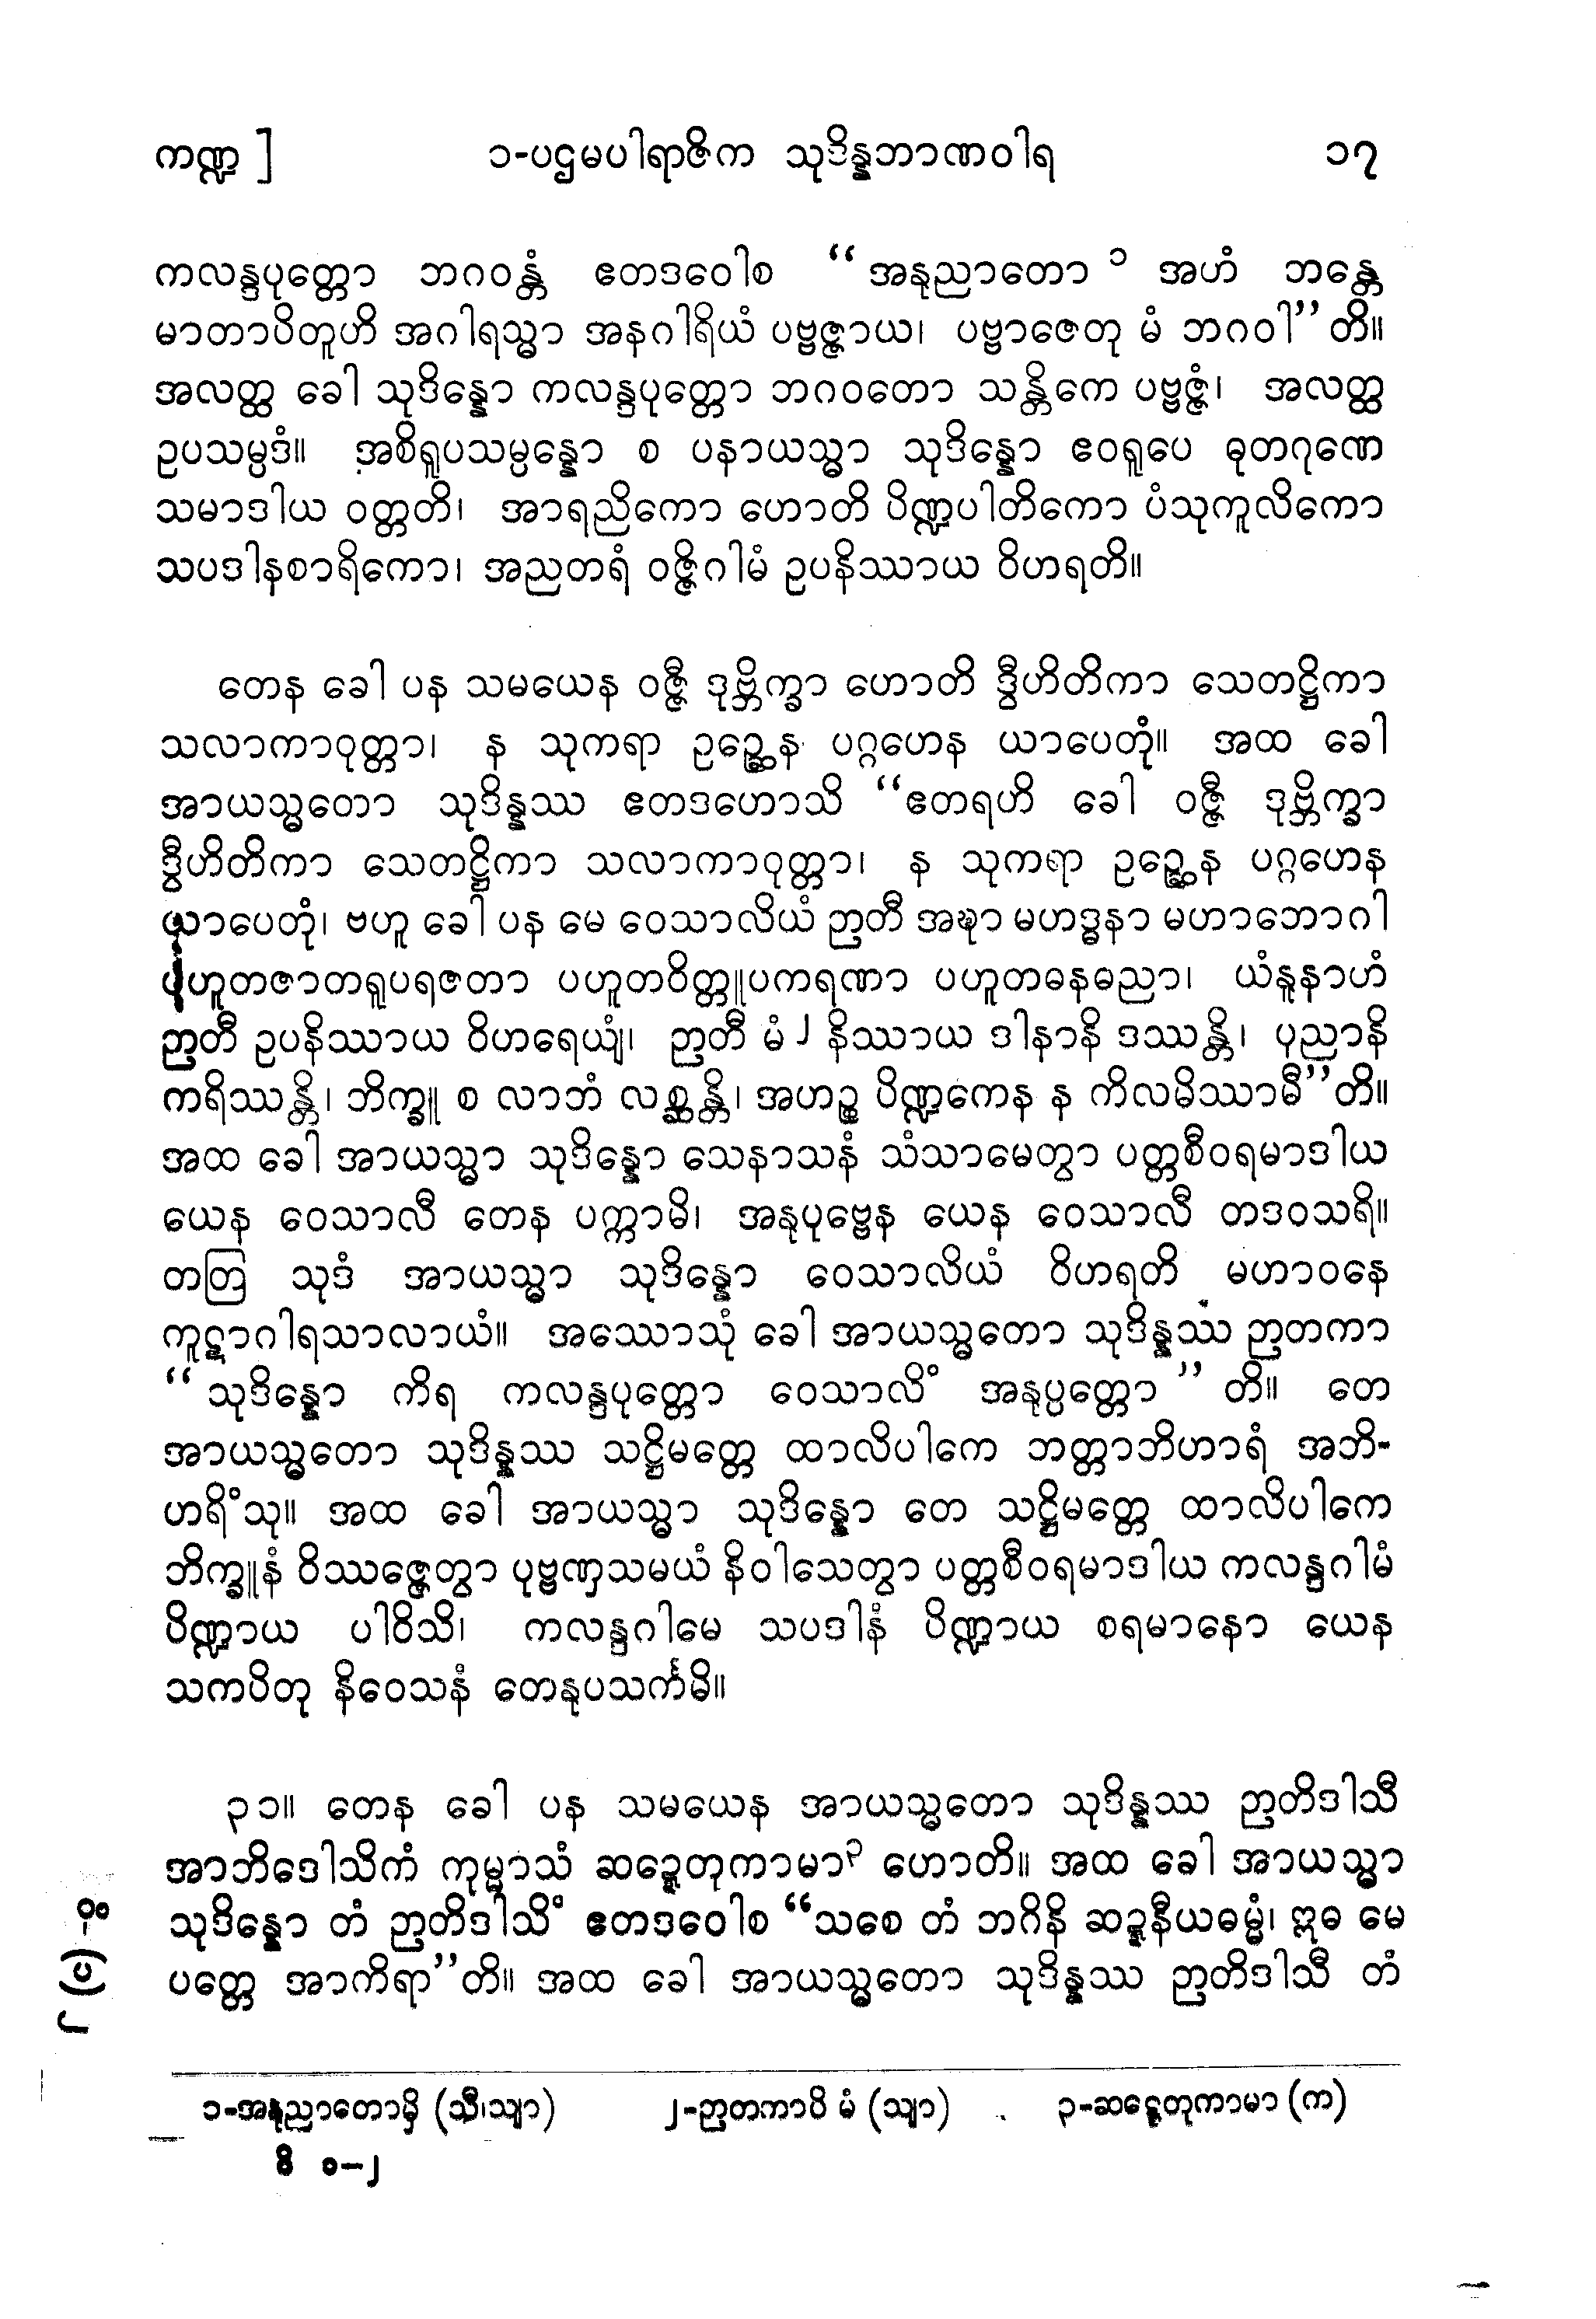 ကဏ္ဍ ] ၁-ပဌမပါရာဇိက သုဒိန္နဘာဏဝါရ ၁၇
ကလန္ဒပုတ္တော ဘဂဝန္တံ ဧတဒဝေါစ “အနုညာတော ၁ အဟံ ဘန္တေ
မာတာပိတူဟိ အဂါရသ္မာ အနဂါရိယံ ပဗ္ဗဇ္ဇာယ၊ ပဗ္ဗာဇေတု မံ ဘဂဝါ”တိ။
အလတ္ထ ခေါ သုဒိန္နော ကလန္ဒပုတ္တော ဘဂဝတော သန္တိကေ ပဗ္ဗဇ္ဇံ၊ အလတ္ထ
ဥပသမ္ပဒံ။ အစိရူပသမ္ပန္နော စ ပနာယသ္မာ သုဒိန္နော ဧဝရူပေ ဓုတဂုဏေ
သမာဒါယ ဝတ္တတိ၊ အာရညိကော ဟောတိ ပိဏ္ဍပါတိကော ပံသုကူလိကော
သပဒါနစာရိကော၊ အညတရံ ဝဇ္ဇိဂါမံ ဥပနိဿာယ ဝိဟရတိ။
တေန ခေါ ပန သမယေန ဝဇ္ဇီ ဒုဗ္ဘိက္ခာ ဟောတိ ဒွီဟိတိကာ သေတဋ္ဌိကာ
သလာကာဝုတ္တာ၊ န သုကရာ ဥဉ္ဆေန ပဂ္ဂဟေန ယာပေတုံ။ အထ ခေါ
အာယသ္မတော သုဒိန္နဿ ဧတဒဟောသိ “ဧတရဟိ ခေါ ဝဇ္ဇီ ဒုဗ္ဘိက္ခာ
ဒွီဟိတိကာ သေတဋ္ဌိကာ သလာကာဝုတ္တာ၊ န သုကရာ ဥဉ္ဆေန ပဂ္ဂဟေန
ယာပေတုံ၊ ဗဟူ ခေါ ပန မေ ဝေသာလိယံ ဉာတီ အဍ္ဎာ မဟဒ္ဓနာ မဟာဘောဂါ
ပဟူတဇာတရူပရဇတာ ပဟူတဝိတ္တူပကရဏာ ပဟူတဓနဓညာ၊ ယံနူနာဟံ
ဉာတီ ဥပနိဿာယ ဝိဟရေယျံ၊ ဉာတီ မံ ၂ နိဿာယ ဒါနာနိ ဒဿန္တိ၊ ပုညာနိ
ကရိဿန္တိ၊ ဘိက္ခူ စ လာဘံ လစ္ဆန္တိ၊ အဟဉ္စ ပိဏ္ဍကေန န ကိလမိဿာမီ”တိ။
အထ ခေါ အာယသ္မာ သုဒိန္နော သေနာသနံ သံသာမေတွာ ပတ္တစီဝရမာဒါယ
ယေန ဝေသာလီ တေန ပက္ကာမိ၊ အနုပုဗ္ဗေန ယေန ဝေသာလီ တဒဝသရိ။
တတြ သုဒံ အာယသ္မာ သုဒိန္နော ဝေသာလိယံ ဝိဟရတိ မဟာဝနေ
ကူဋာဂါရသာလာယံ။ အဿောသုံ ခေါ အာယသ္မတော သုဒိန္နဿ ဉာတကာ
“သုဒိန္နော ကိရ ကလန္ဒပုတ္တော ဝေသာလိံ အနုပ္ပတ္တော”တိ။ တေ
အာယသ္မတော သုဒိန္နဿ သဋ္ဌိမတ္တေ ထာလိပါကေ ဘတ္တာဘိဟာရံ အဘိ-
ဟရိံသု။ အထ ခေါ အာယသ္မာ သုဒိန္နော တေ သဋ္ဌိမတ္တေ ထာလိပါကေ
ဘိက္ခူနံ ဝိဿဇ္ဇေတွာ ပုဗ္ဗဏှသမယံ နိဝါသေတွာ ပတ္တစီဝရမာဒါယ ကလန္ဒဂါမံ
ပိဏ္ဍာယ ပါဝိသိ၊ ကလန္ဒဂါမေ သပဒါနံ ပိဏ္ဍာယ စရမာနော ယေန
သကပိတု နိဝေသနံ တေနုပသင်္ကမိ။
၃၁။ တေန ခေါ ပန သမယေန အာယသ္မတော သုဒိန္နဿ ဉာတိဒါသီ
အာဘိဒေါသိကံ ကုမ္မာသံ ဆဍ္ဍေတုကာမာ၃ ဟောတိ။ အထ ခေါ အာယသ္မာ
သုဒိန္နော တံ ဉာတိဒါသိံ ဧတဒဝေါစ “သစေ တံ ဘဂိနိ ဆဍ္ဍနီယဓမ္မံ၊ ဣဓ မေ
ပတ္တေ အာကိရာ”တိ။ အထ ခေါ အာယသ္မတော သုဒိန္နဿ ဉာတိဒါသီ တံ
၁-အနုညာတောမှိ (သီ၊သျာ) ၂-ဉာတကာပိ မံ (သျာ) ၃-ဆဋ္ဋေတုကာမာ (က)
ဝိ ၁–၂